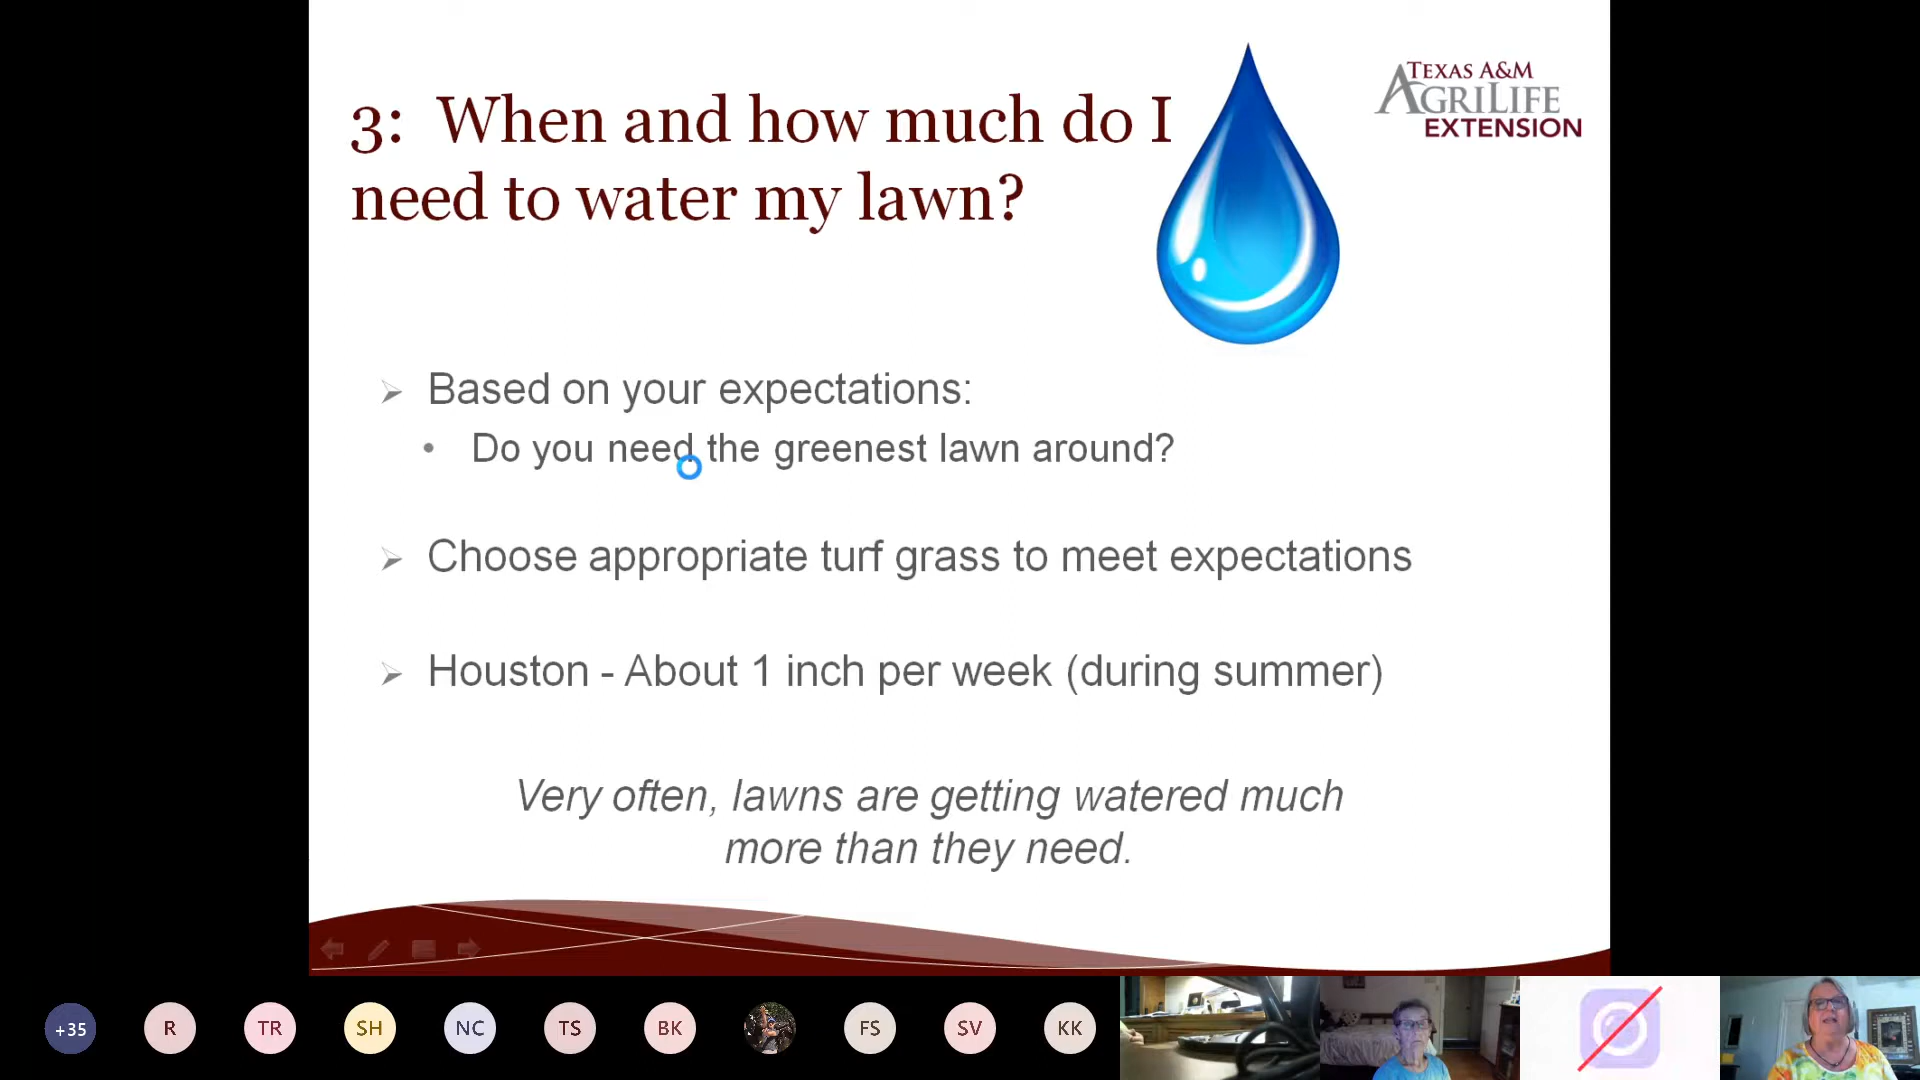 3: When and how much do I
need to water my lawn?
TEXAS A&M
AGRILIFE
EXTENSION
Based on your expectations:
Do you need the greenest lawn around?
Choose appropriate turf grass to meet expectations
Houston - About 1 inch per week (during summer)
Very often, lawns are getting watered much
more than they need.
+35 R TR SH NC TS BK FS SV KK